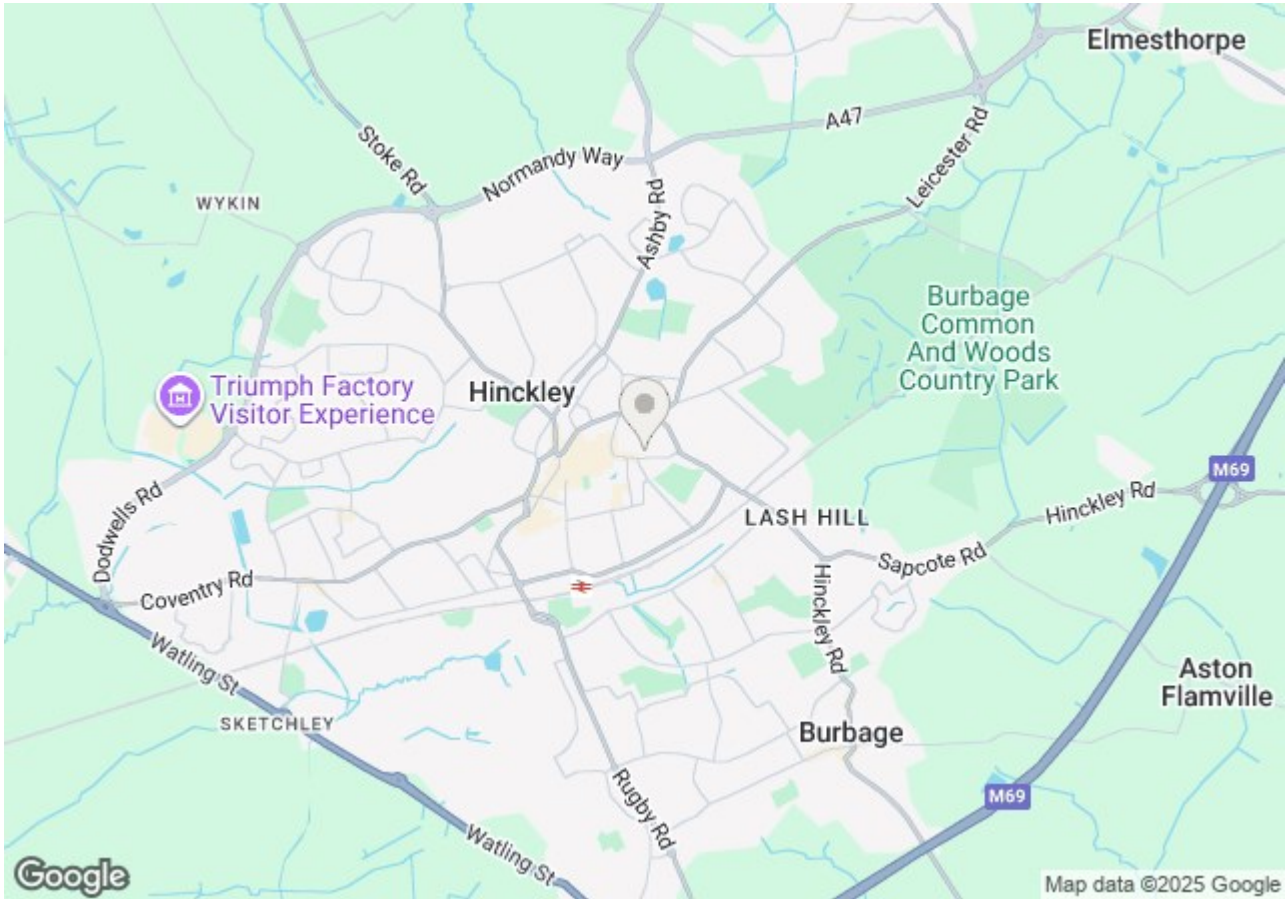 Elmesthorpe
A47
Leicester Rd
Stoke Rd
Normandy Way
Ashby Rd
WYKIN
Burbage
Common
And Woods
Country Park
Triumph Factory
Visitor Experience
Hinckley
M69
Hinckley Rd
Dodwells Rd
LASH HILL
Sapcote Rd
Coventry Rd
Hinckley Rd
Watling St
Aston
Flamville
SKETCHLEY
Burbage
Rugby Rd
M69
Watling St
Google
Map data ©2025 Google